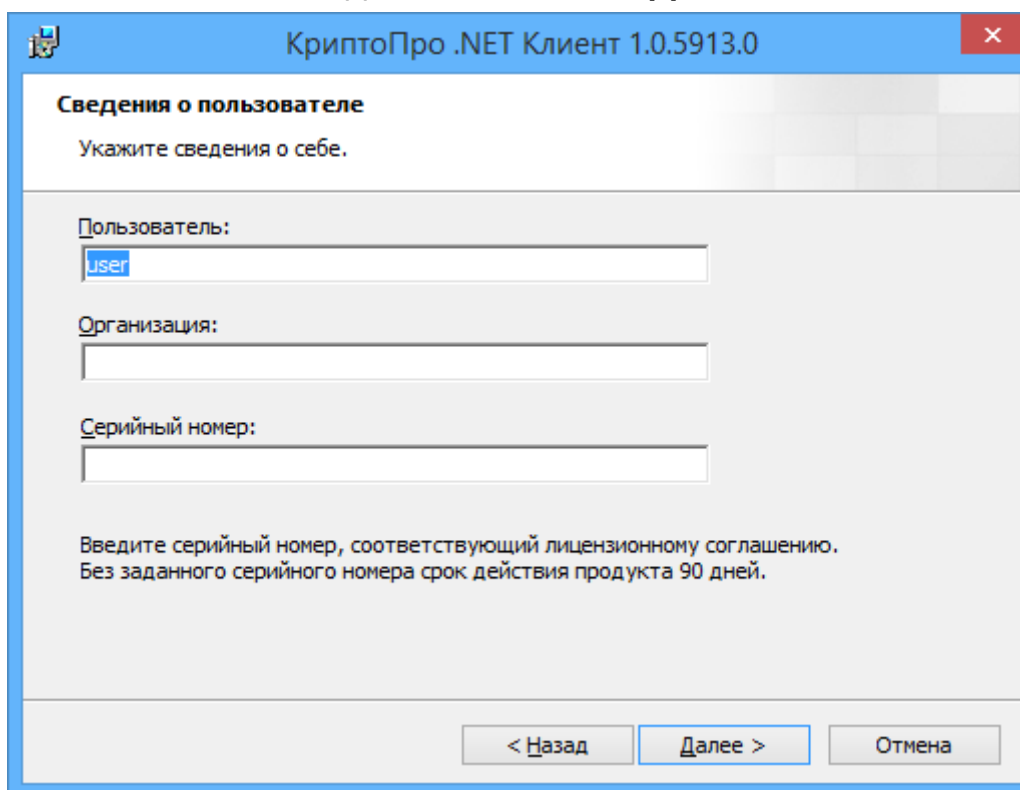 КриптоПро .NET Клиент 1.0.5913.0
Сведения о пользователе
Укажите сведения о себе.
Пользователь:
user
Организация:
Серийный номер:
Введите серийный номер, соответствующий лицензионному соглашению.
Без заданного серийного номера срок действия продукта 90 дней.
< Назад
Далее >
Отмена